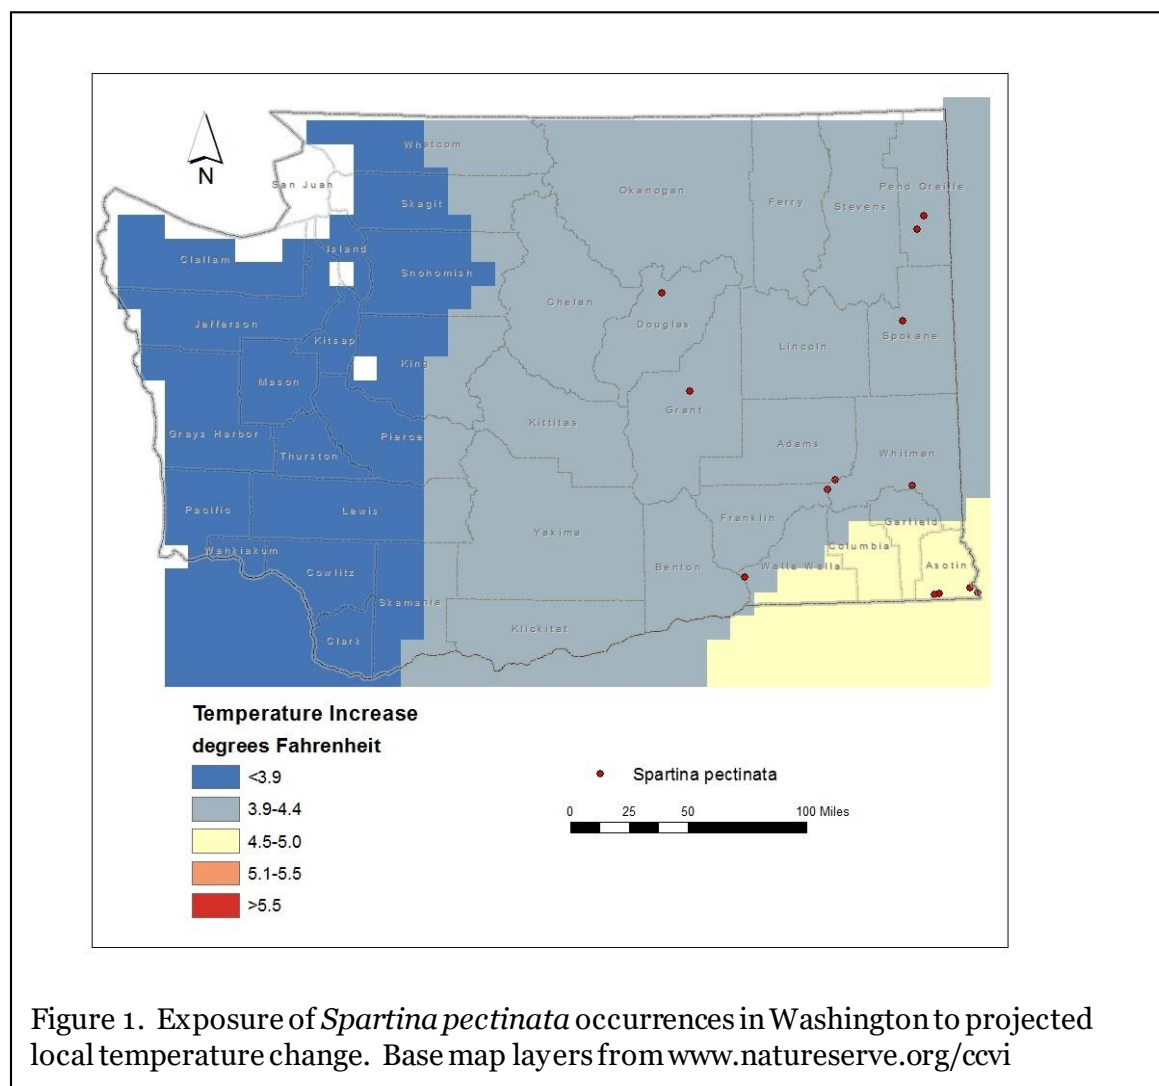 N
Whatcom
San Juan
Okanogan
Pend Oreille
Ferry
Stevens
Skagit
Island
Clallam
Snohomish
Chelan
Jefferson
Douglas
Kitsap
Spokane
Lincoln
King
Mason
Grant
Kittitas
Grays Harbor
Pierce
Adams
Whitman
Thurston
Pacific
Lewis
Franklin
Garfield
Yakima
Columbia
Wahkiakum
Benton
Walla Walla
Asotin
Cowlitz
Skamania
Klickitat
Clark
Temperature Increase
degrees Fahrenheit
<3.9
3.9-4.4
4.5-5.0
5.1-5.5
>5.5
Spartina pectinata
0 25 50 100 Miles
Figure 1. Exposure of Spartina pectinata occurrences in Washington to projected
local temperature change. Base map layers from www.natureserve.org/ccvi